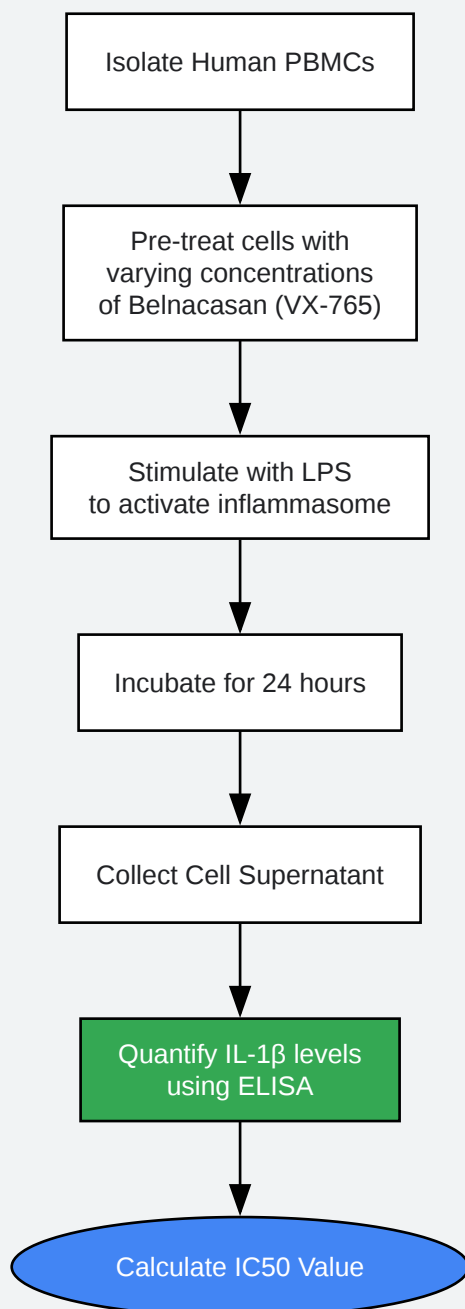 Isolate Human PBMCs
Pre-treat cells with
varying concentrations
of Belnacasan (VX-765)
Stimulate with LPS
to activate inflammasome
Incubate for 24 hours
Collect Cell Supernatant
Quantify IL-1β levels
using ELISA
Calculate IC50 Value